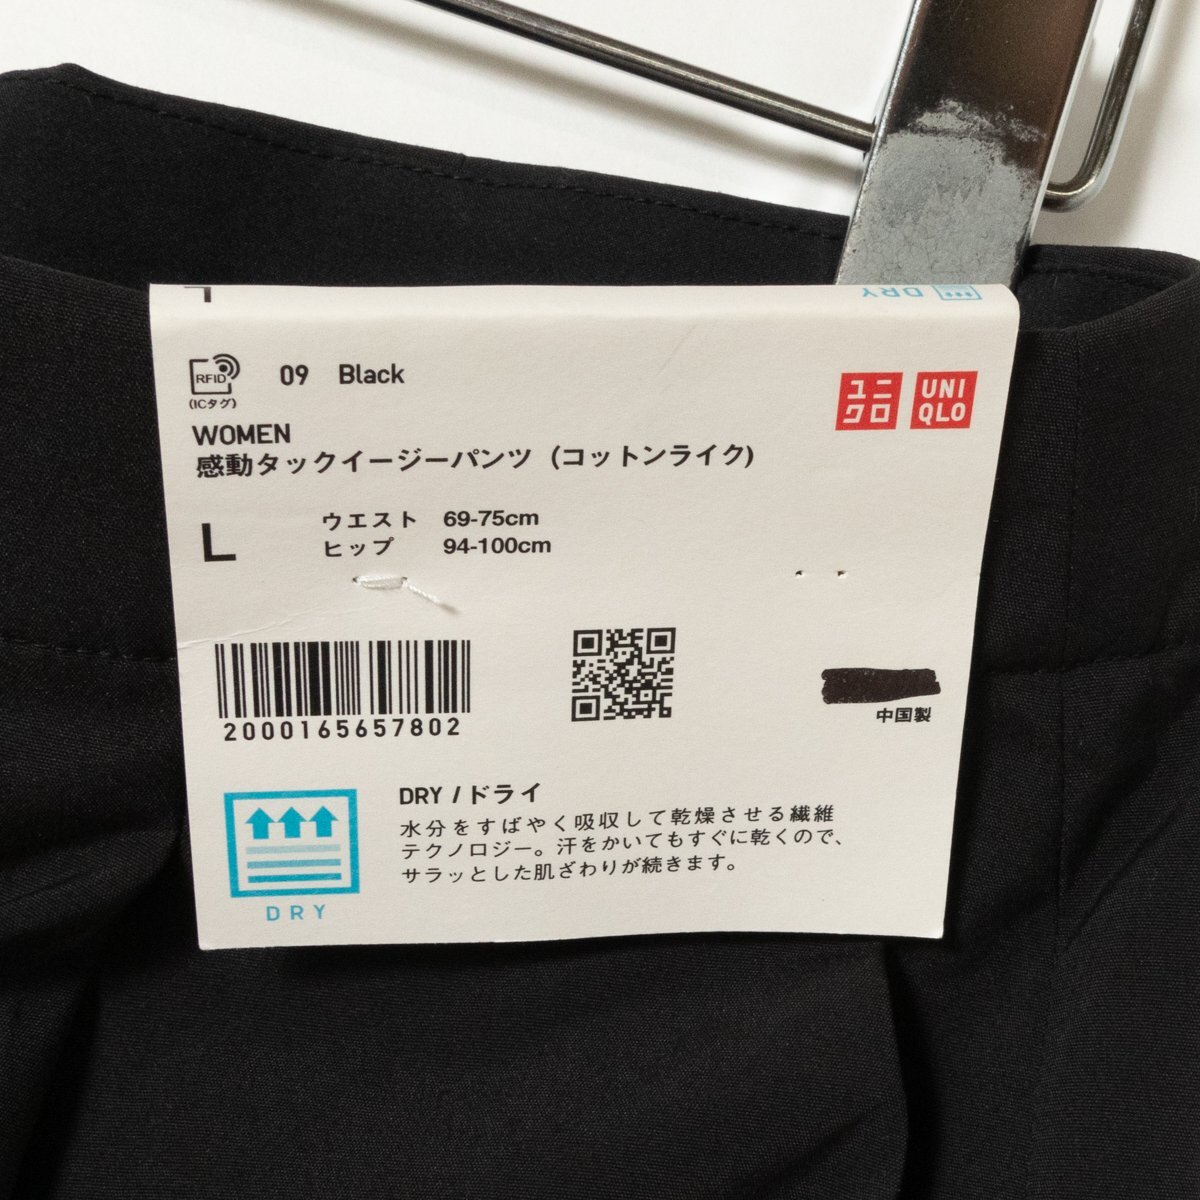 L
DRY
RFID
(ICタグ)
09 Black
ユニ
クロ
UNI
QLO
WOMEN
感動タックイージーパンツ (コットンライク)
L
ウエスト 69-75cm
ヒップ 94-100cm
2000165657802
中国製
DRY / ドライ
水分をすばやく吸収して乾燥させる繊維
テクノロジー。汗をかいてもすぐに乾くので、
サラッとした肌ざわりが続きます。
DRY